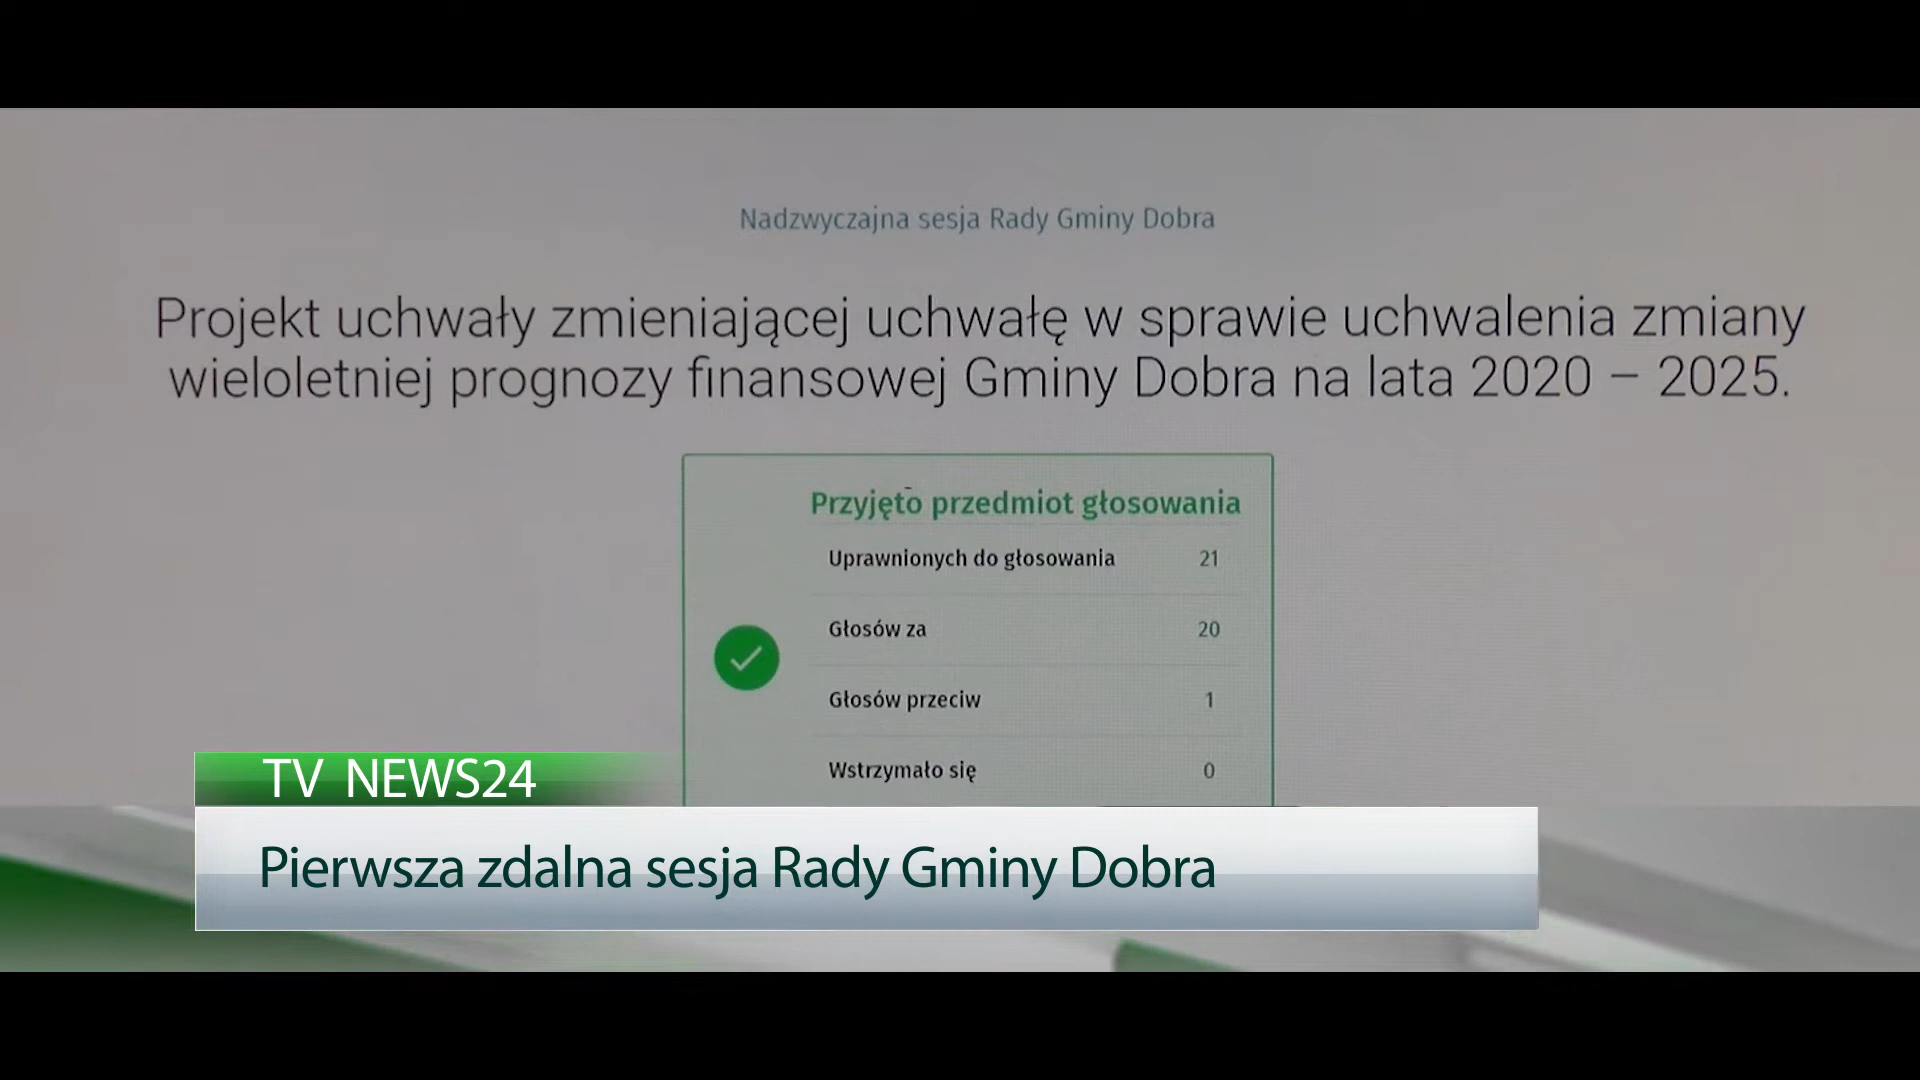 Nadzwyczajna sesja Rady Gminy Dobra
Projekt uchwały zmieniającej uchwałę w sprawie uchwalenia zmiany
wieloletniej prognozy finansowej Gminy Dobra na lata 2020 – 2025.
Przyjęto przedmiot głosowania
Uprawnionych do głosowania 21
Głosów za 20
Głosów przeciw 1
Wstrzymało się 0
TV NEWS24
Pierwsza zdalna sesja Rady Gminy Dobra